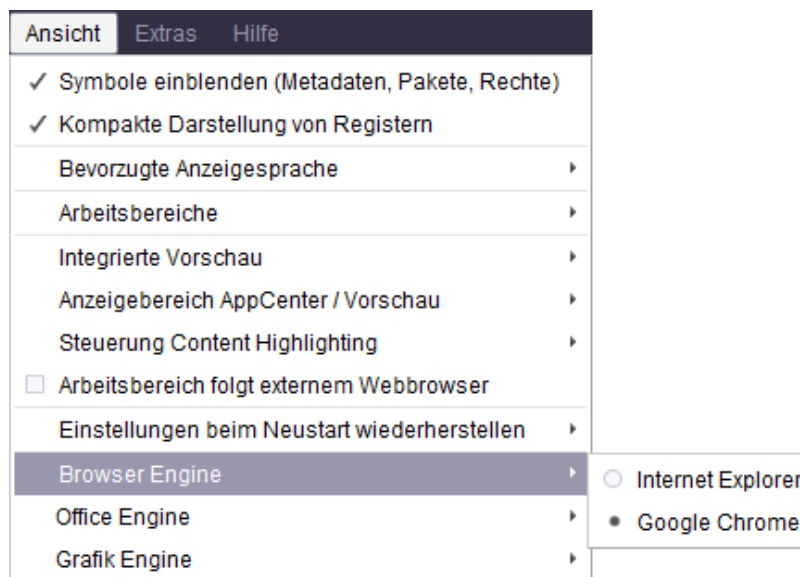 Ansicht Extras Hilfe
Symbole einblenden (Metadaten, Pakete, Rechte)
Kompakte Darstellung von Registern
Bevorzugte Anzeigesprache
Arbeitsbereiche
Integrierte Vorschau
Anzeigebereich AppCenter / Vorschau
Steuerung Content Highlighting
Arbeitsbereich folgt externem Webbrowser
Einstellungen beim Neustart wiederherstellen
Browser Engine
Internet Explorer
Google Chrome
Office Engine
Grafik Engine